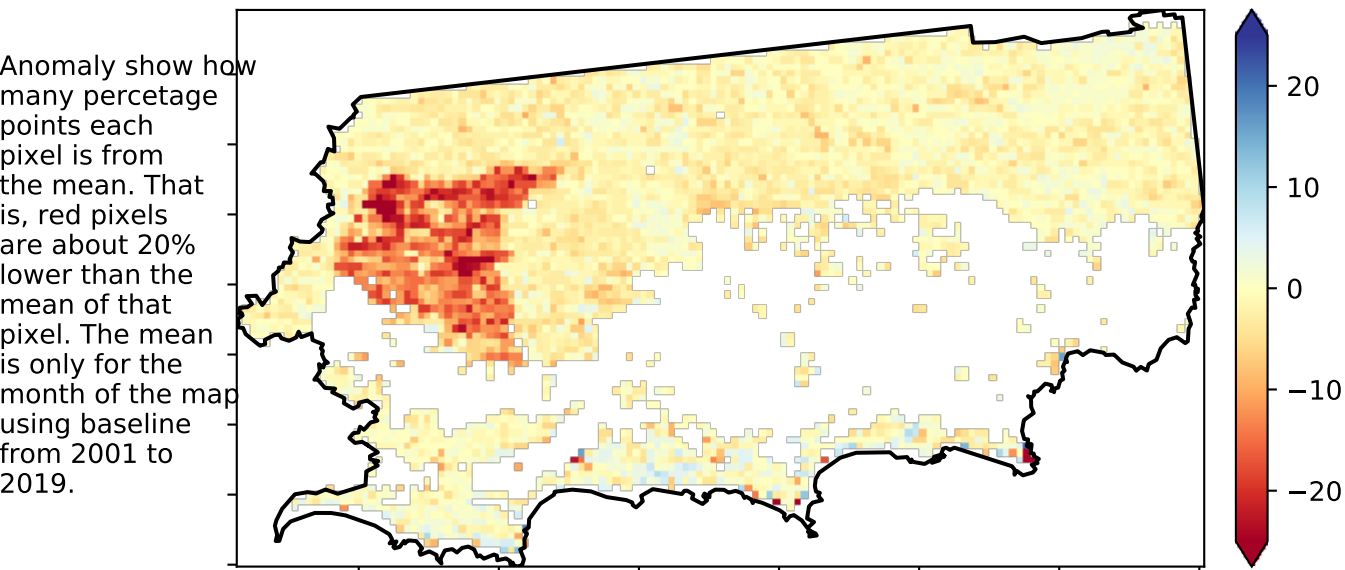 Anomaly show how
many percetage
points each
pixel is from
the mean. That
is, red pixels
are about 20%
lower than the
mean of that
pixel. The mean
is only for the
month of the map
using baseline
from 2001 to
2019.
20
10
0
−10
−20